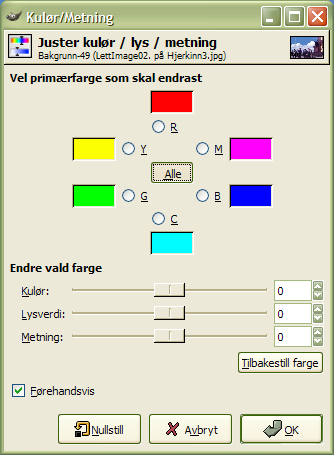 Kulør/Metning
Juster kulør / lys / metning
Bakgrunn-49 (LettImage02. på Hjerkinn3.jpg)
Vel primærfarge som skal endrast
R
Y
M
Alle
G
B
C
Endre vald farge
Kulør:
0
Lysverdi:
0
Metning:
0
Tilbakestill farge
Førehandsvis
Nullstill
Avbryt
OK